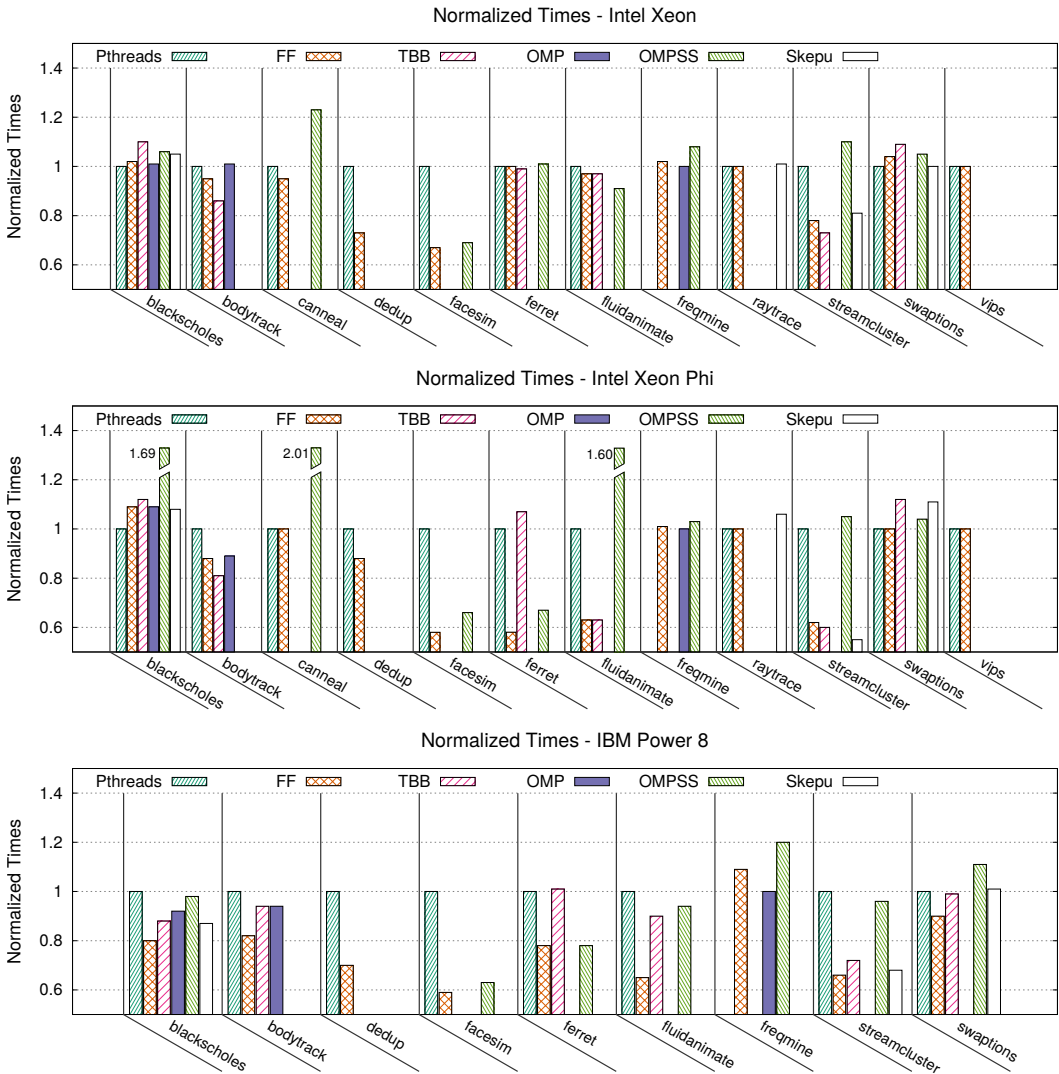 Normalized Times - Intel Xeon
Pthreads FF TBB OMP OMPSS Skepu
Normalized Times
1.4
1.2
1
0.8
0.6
blackscholes bodytrack canneal dedup facesim ferret fluidanimate freqmine raytrace streamcluster swaptions vips
Normalized Times - Intel Xeon Phi
Pthreads FF TBB OMP OMPSS Skepu
Normalized Times
1.4
1.69 2.01 1.60
1.2
1
0.8
0.6
blackscholes bodytrack canneal dedup facesim ferret fluidanimate freqmine raytrace streamcluster swaptions vips
Normalized Times - IBM Power 8
Pthreads FF TBB OMP OMPSS Skepu
Normalized Times
1.4
1.2
1
0.8
0.6
blackscholes bodytrack dedup facesim ferret fluidanimate freqmine streamcluster swaptions